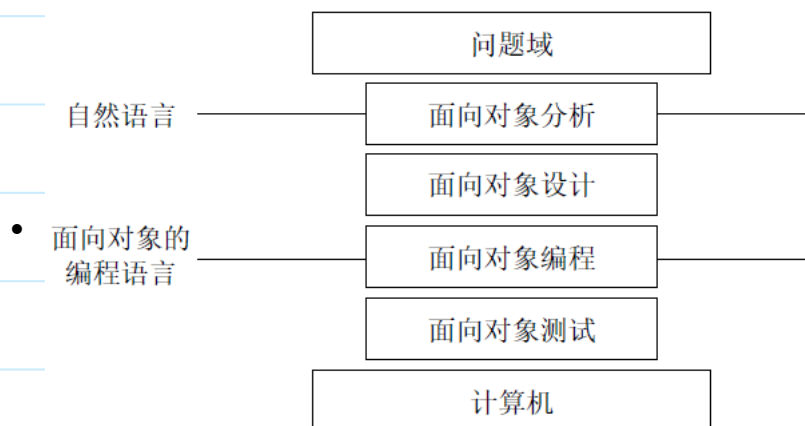 问题域
自然语言
面向对象分析
面向对象设计
面向对象的
编程语言
面向对象编程
面向对象测试
计算机